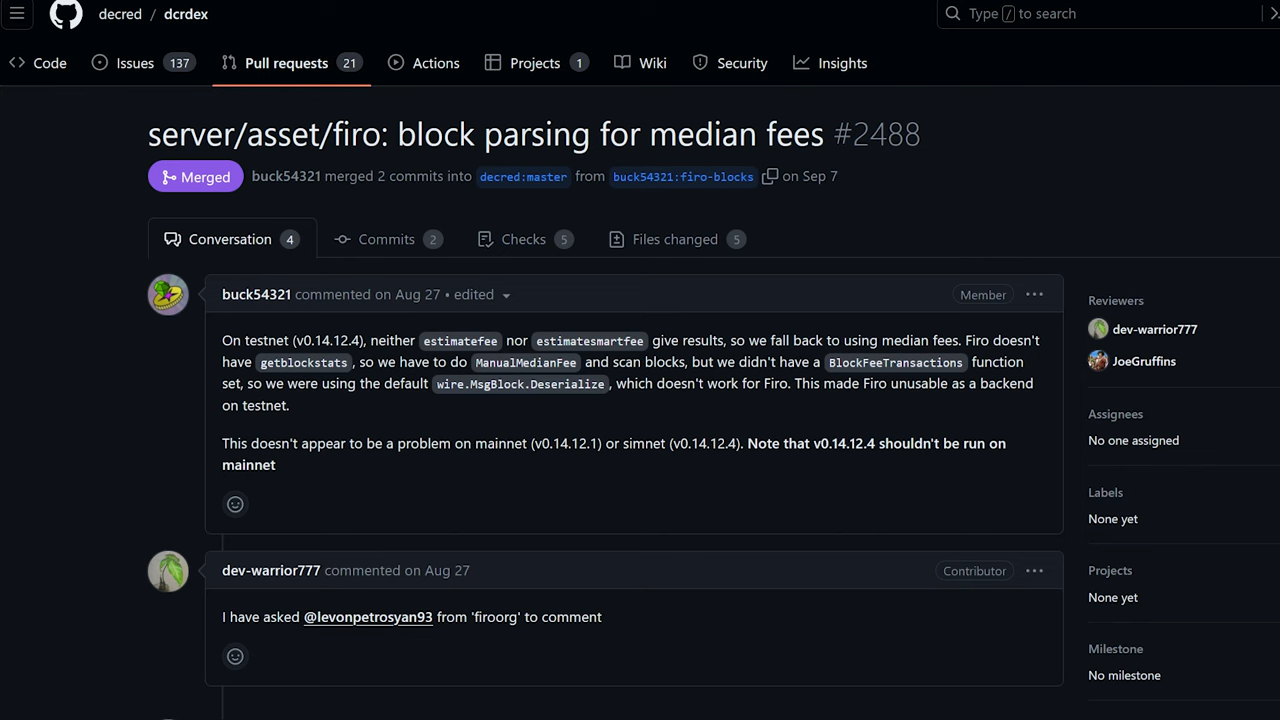 decred / dcrdex
Type / to search
Code
Issues 137
Pull requests 21
Actions
Projects 1
Wiki
Security
Insights
server/asset/firo: block parsing for median fees #2488
Merged buck54321 merged 2 commits into decred:master from buck54321:firo-blocks on Sep 7
Conversation 4
Commits 2
Checks 5
Files changed 5
buck54321 commented on Aug 27 • edited
Member
On testnet (v0.14.12.4), neither estimatefee nor estimatesmartfee give results, so we fall back to using median fees. Firo doesn't
have getblockstats, so we have to do ManualMedianFee and scan blocks, but we didn't have a BlockFeeTransactions function
set, so we were using the default wire.MsgBlock.Deserialize, which doesn't work for Firo. This made Firo unusable as a backend
on testnet.
This doesn't appear to be a problem on mainnet (v0.14.12.1) or simnet (v0.14.12.4). Note that v0.14.12.4 shouldn't be run on
mainnet
dev-warrior777 commented on Aug 27
Contributor
I have asked @levonpetrosyan93 from 'firoorg' to comment
Reviewers
dev-warrior777
JoeGruffins
Assignees
No one assigned
Labels
None yet
Projects
None yet
Milestone
No milestone